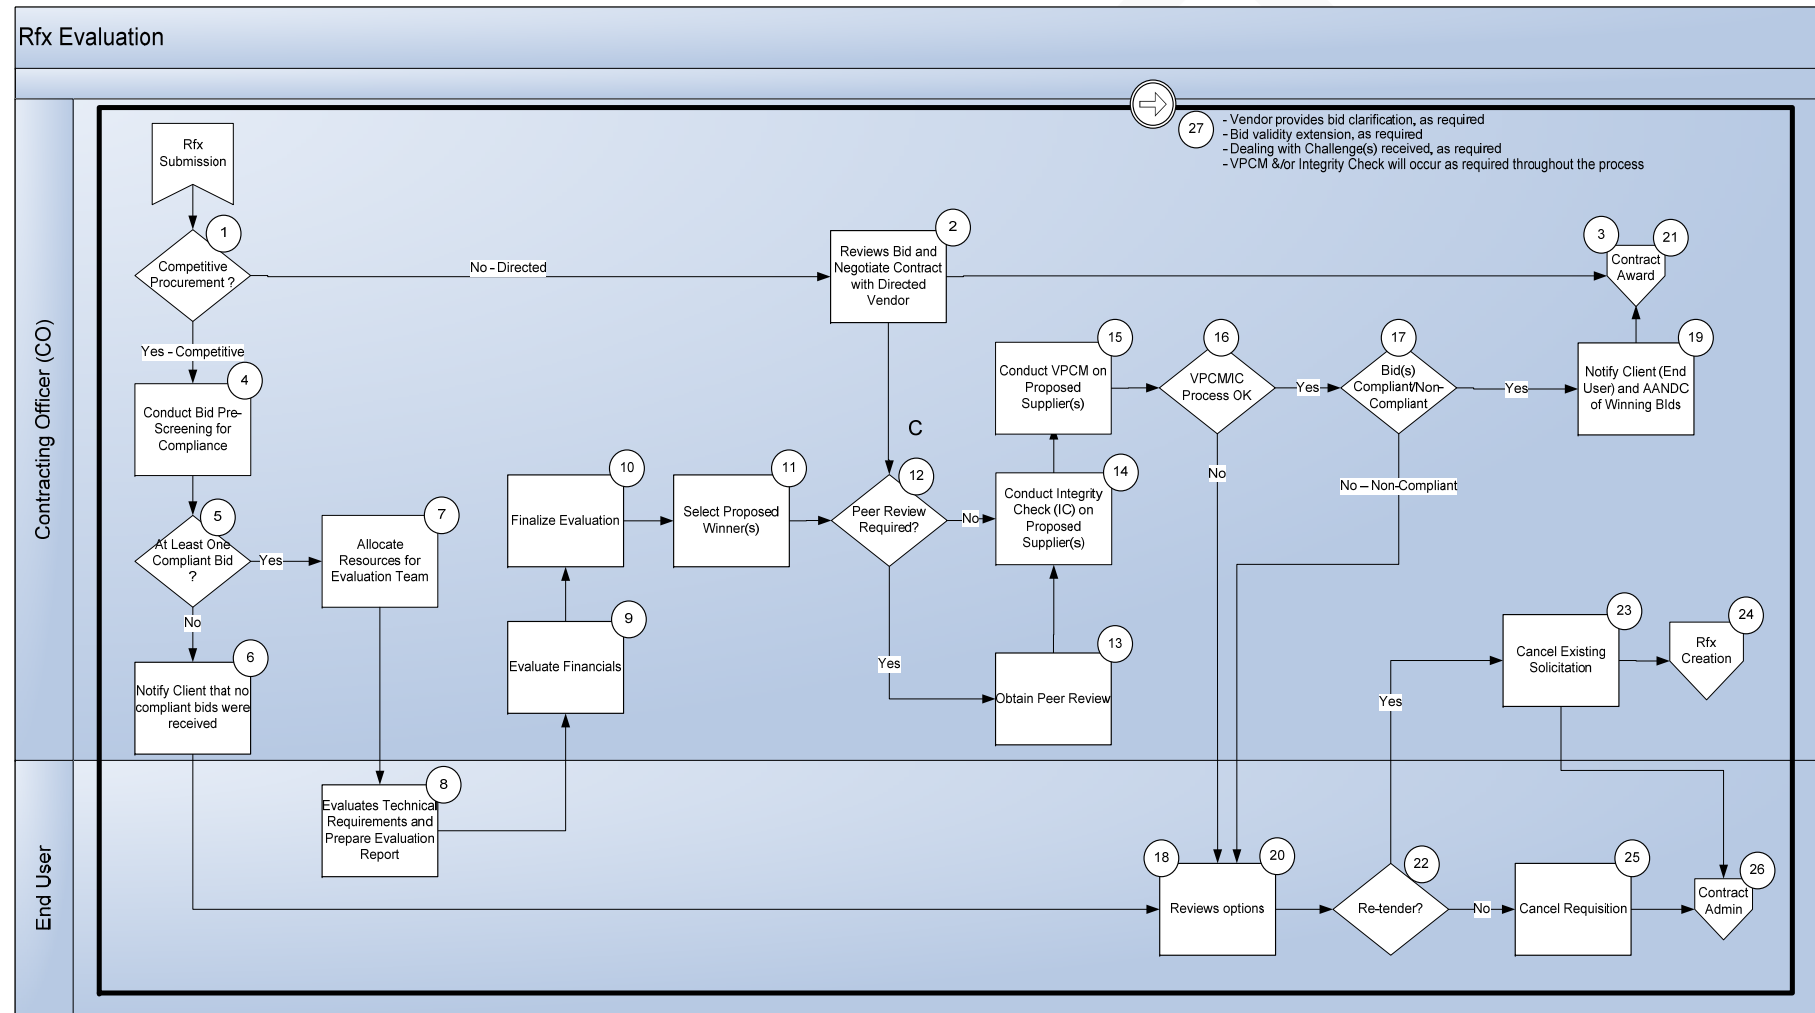 Rfx Evaluation
Contracting Officer (CO)
End User
27
- Vendor provides bid clarification, as required
- Bid validity extension, as required
- Dealing with Challenge(s) received, as required
- VPCM &/or Integrity Check will occur as required throughout the process
Rfx
Submission
1
Competitive
Procurement ?
No - Directed
2
Reviews Bid and
Negotiate Contract
with Directed
Vendor
3
21
Contract
Award
Yes - Competitive
4
Conduct Bid Pre-
Screening for
Compliance
5
At Least One
Compliant Bid
?
Yes
No
6
Notify Client that no
compliant bids were
received
7
Allocate
Resources for
Evaluation Team
8
Evaluates Technical
Requirements and
Prepare Evaluation
Report
9
Evaluate Financials
10
Finalize Evaluation
11
Select Proposed
Winner(s)
C
12
Peer Review
Required?
No
Yes
13
Obtain Peer Review
14
Conduct Integrity
Check (IC) on
Proposed
Supplier(s)
15
Conduct VPCM on
Proposed
Supplier(s)
16
VPCM/IC
Process OK
Yes
No
17
Bid(s)
Compliant/Non-
Compliant
Yes
No – Non-Compliant
19
Notify Client (End
User) and AANDC
of Winning BIds
18
20
Reviews options
22
Re-tender?
Yes
No
23
Cancel Existing
Solicitation
24
Rfx
Creation
25
Cancel Requisition
26
Contract
Admin